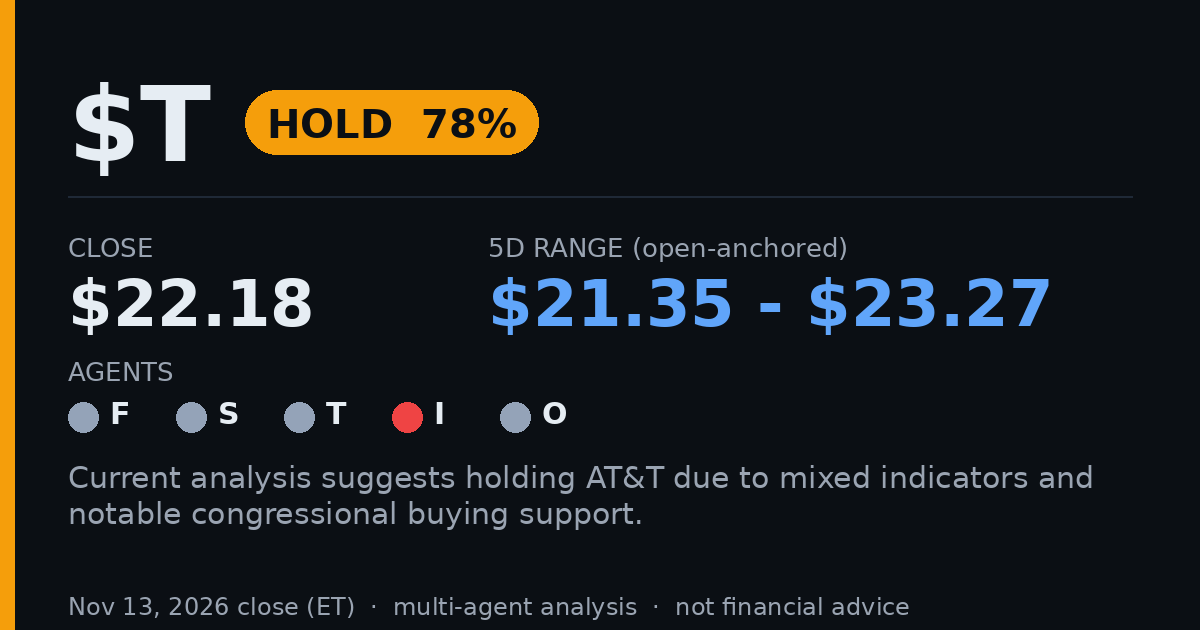 $T HOLD 78%
CLOSE 5D RANGE (open-anchored)
$22.18 $21.35 - $23.27
AGENTS
F S T I O
Current analysis suggests holding AT&T due to mixed indicators and
notable congressional buying support.
Nov 13, 2026 close (ET) · multi-agent analysis · not financial advice